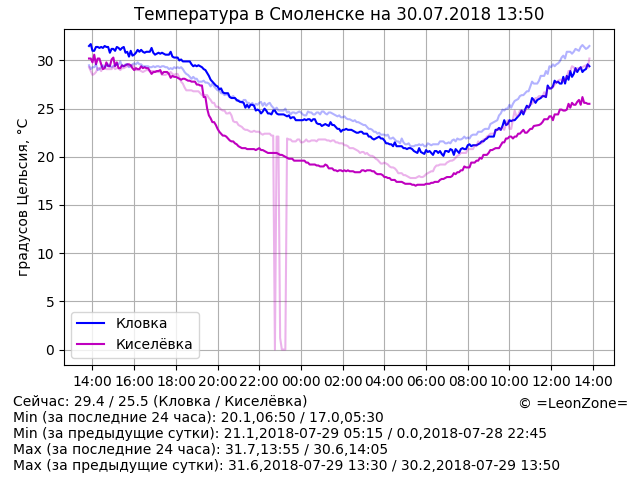 Температура в Смоленске на 30.07.2018 13:50
градусов Цельсия, °C
30
25
20
15
10
5
0
Кловка
Киселёвка
14:00 16:00 18:00 20:00 22:00 00:00 02:00 04:00 06:00 08:00 10:00 12:00 14:00
Сейчас: 29.4 / 25.5 (Кловка / Киселёвка)
© =LeonZone=
Min (за последние 24 часа): 20.1,06:50 / 17.0,05:30
Min (за предыдущие сутки): 21.1,2018-07-29 05:15 / 0.0,2018-07-28 22:45
Max (за последние 24 часа): 31.7,13:55 / 30.6,14:05
Max (за предыдущие сутки): 31.6,2018-07-29 13:30 / 30.2,2018-07-29 13:50